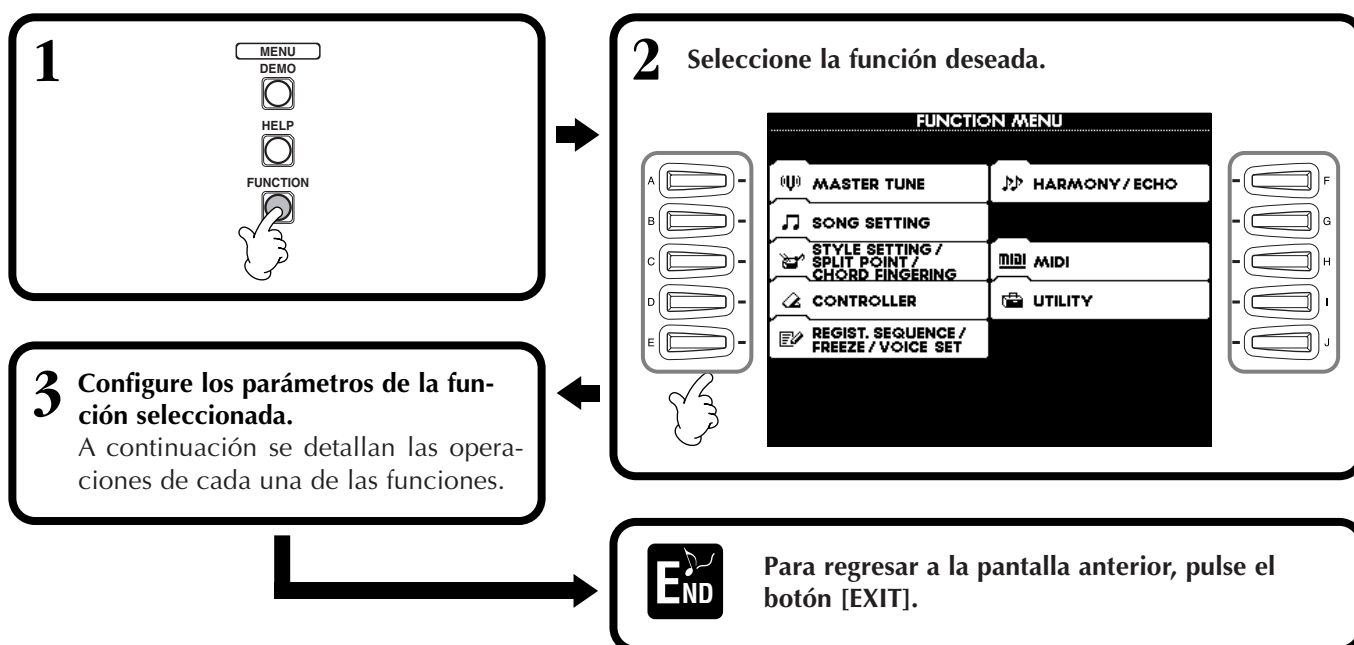 1
MENU
DEMO
HELP
FUNCTION
2 Seleccione la función deseada.
FUNCTION MENU
A
B
C
D
E
MASTER TUNE
SONG SETTING
STYLE SETTING /
SPLIT POINT /
CHORD FINGERING
CONTROLLER
REGIST. SEQUENCE /
FREEZE / VOICE SET
HARMONY / ECHO
MIDI MIDI
UTILITY
F
G
H
I
J
3 Configure los parámetros de la fun-
ción seleccionada.
A continuación se detallan las opera-
ciones de cada una de las funciones.
END
Para regresar a la pantalla anterior, pulse el
botón [EXIT].